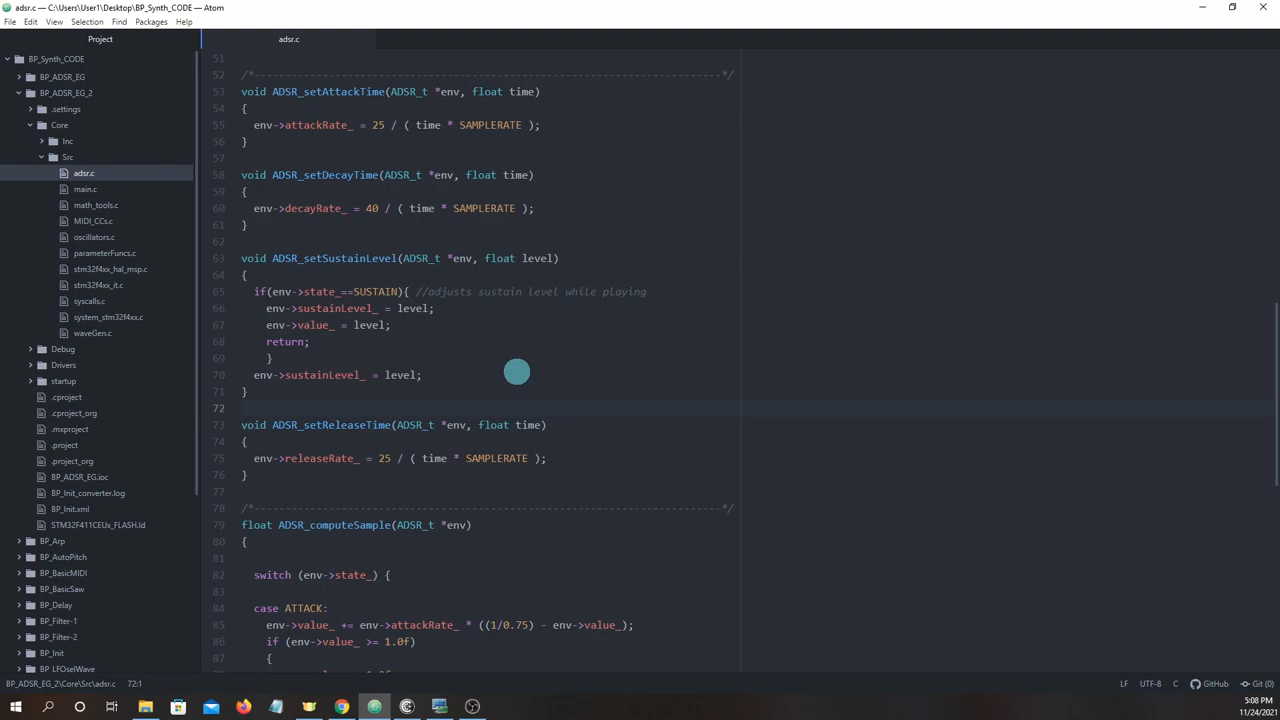 adsr.c — C:\Users\User1\Desktop\BP_Synth_CODE — Atom
File Edit View Selection Find Packages Help
Project
BP_Synth_CODE
BP_ADSR_EG
BP_ADSR_EG_2
.settings
Core
Inc
Src
adsr.c
main.c
math_tools.c
MIDI_CCs.c
oscillators.c
parameterFuncs.c
stm32f4xx_hal_msp.c
stm32f4xx_it.c
syscalls.c
system_stm32f4xx.c
waveGen.c
Debug
Drivers
startup
.cproject
.cproject_org
.mxproject
.project
.project_org
BP_ADSR_EG.ioc
BP_Init_converter.log
BP_Init.xml
STM32F411CEUx_FLASH.ld
BP_Arp
BP_AutoPitch
BP_BasicMIDI
BP_BasicSaw
BP_Delay
BP_Filter-1
BP_Filter-2
BP_Init
BP_LFOselWave
adsr.c
51
52 /*---------------------------------------------------------------------------*/
53 void ADSR_setAttackTime(ADSR_t *env, float time)
54 {
55 env->attackRate_ = 25 / ( time * SAMPLERATE );
56 }
57
58 void ADSR_setDecayTime(ADSR_t *env, float time)
59 {
60 env->decayRate_ = 40 / ( time * SAMPLERATE );
61 }
62
63 void ADSR_setSustainLevel(ADSR_t *env, float level)
64 {
65 if(env->state_==SUSTAIN){ //adjusts sustain level while playing
66 env->sustainLevel_ = level;
67 env->value_ = level;
68 return;
69 }
70 env->sustainLevel_ = level;
71 }
72
73 void ADSR_setReleaseTime(ADSR_t *env, float time)
74 {
75 env->releaseRate_ = 25 / ( time * SAMPLERATE );
76 }
77
78 /*---------------------------------------------------------------------------*/
79 float ADSR_computeSample(ADSR_t *env)
80 {
81
82 switch (env->state_) {
83
84 case ATTACK:
85 env->value_ += env->attackRate_ * ((1/0.75) - env->value_);
86 if (env->value_ >= 1.0f)
87 {
BP_ADSR_EG_2\Core\Src\adsr.c 72:1 LF UTF-8 C GitHub Git (0)
5:08 PM
11/24/2021